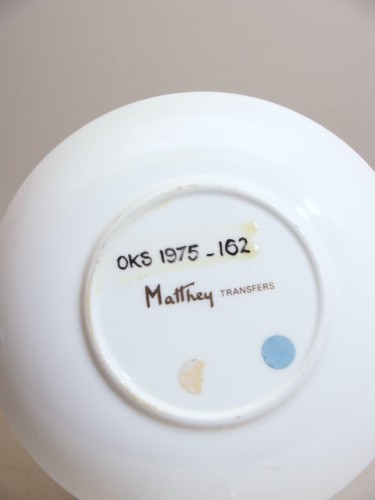 OKS 1975-162
Matthey TRANSFERS